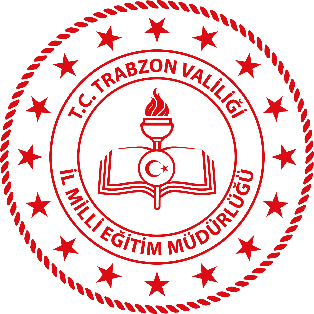 T.C. TRABZON VALİLİĞİ
İL MİLLİ EĞİTİM MÜDÜRLÜĞÜ